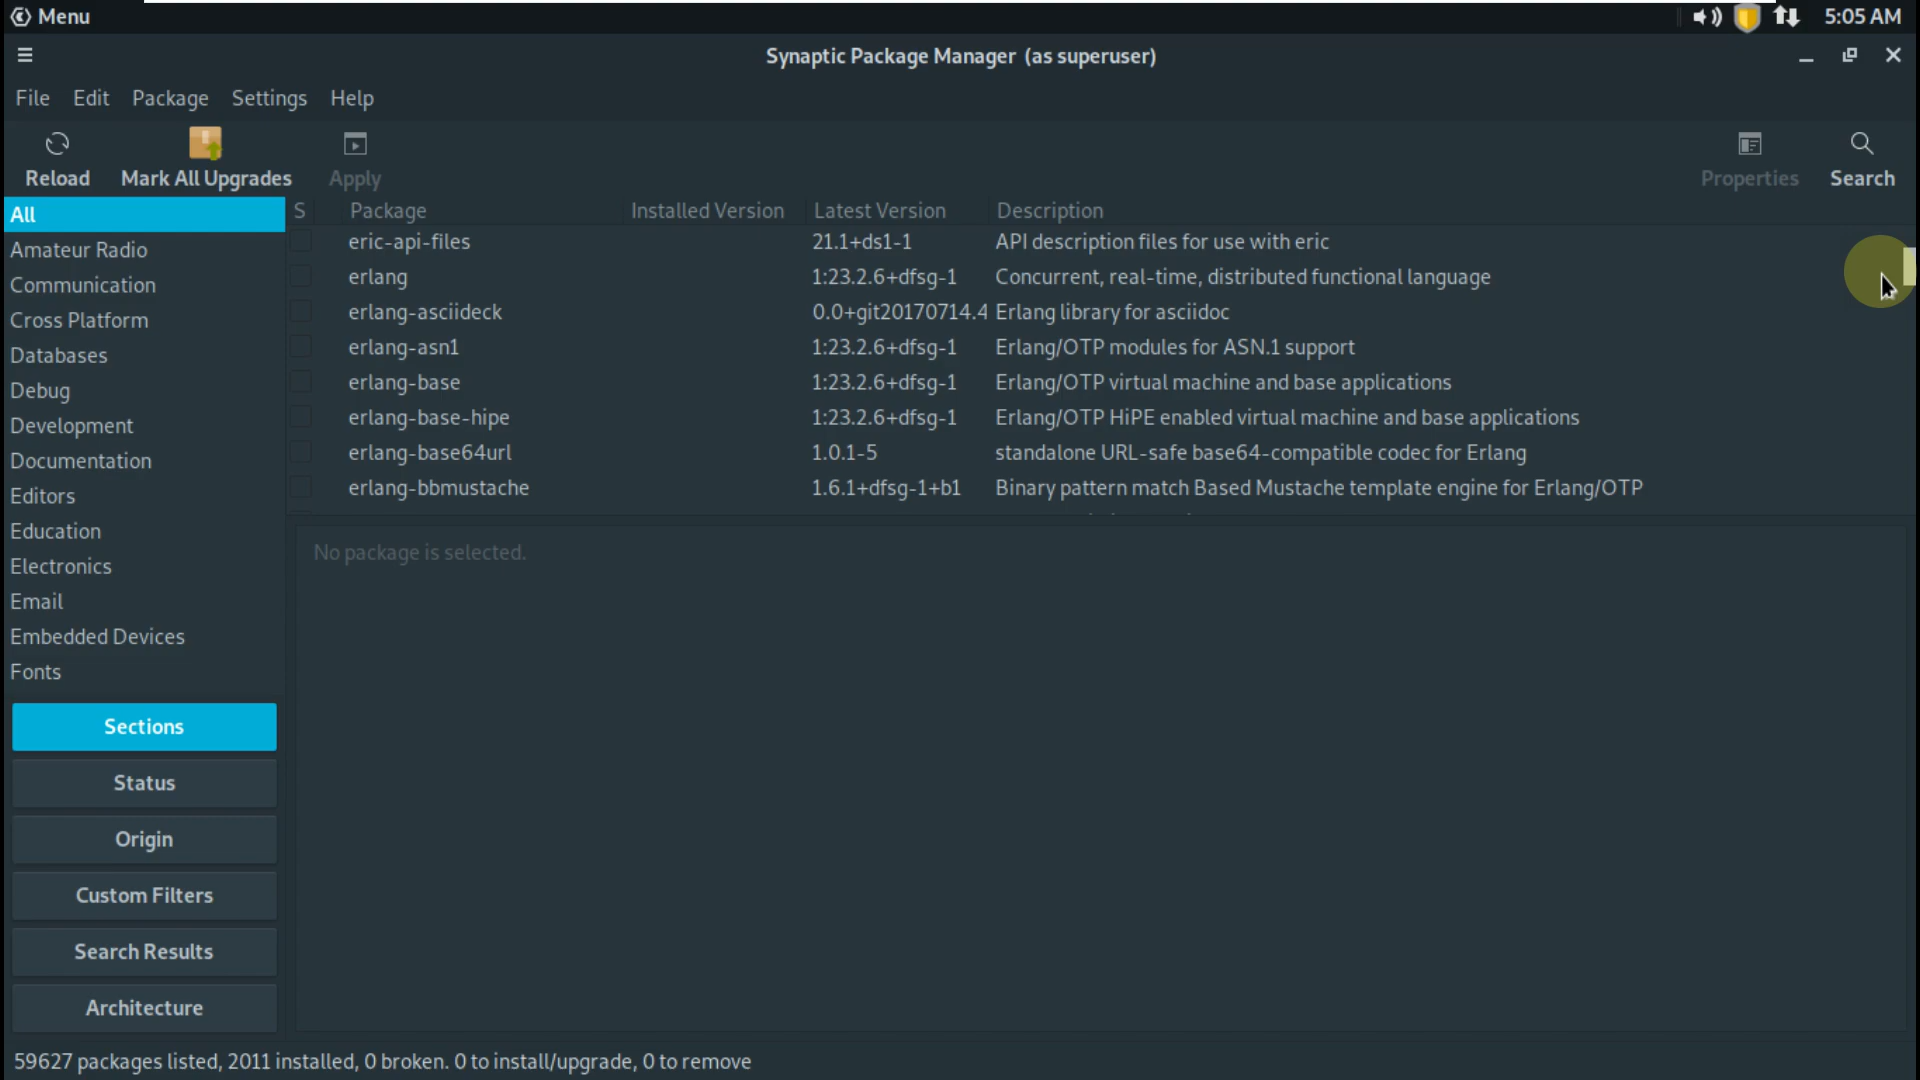 Menu 5:05 AM
Synaptic Package Manager (as superuser)
File Edit Package Settings Help
Reload Mark All Upgrades Apply Properties Search
All
Amateur Radio
Communication
Cross Platform
Databases
Debug
Development
Documentation
Editors
Education
Electronics
Email
Embedded Devices
Fonts
Sections
Status
Origin
Custom Filters
Search Results
Architecture
S Package Installed Version Latest Version Description
eric-api-files 21.1+ds1-1 API description files for use with eric
erlang 1:23.2.6+dfsg-1 Concurrent, real-time, distributed functional language
erlang-asciideck 0.0+git20170714.4 Erlang library for asciidoc
erlang-asn1 1:23.2.6+dfsg-1 Erlang/OTP modules for ASN.1 support
erlang-base 1:23.2.6+dfsg-1 Erlang/OTP virtual machine and base applications
erlang-base-hipe 1:23.2.6+dfsg-1 Erlang/OTP HiPE enabled virtual machine and base applications
erlang-base64url 1.0.1-5 standalone URL-safe base64-compatible codec for Erlang
erlang-bbmustache 1.6.1+dfsg-1+b1 Binary pattern match Based Mustache template engine for Erlang/OTP
No package is selected.
59627 packages listed, 2011 installed, 0 broken. 0 to install/upgrade, 0 to remove